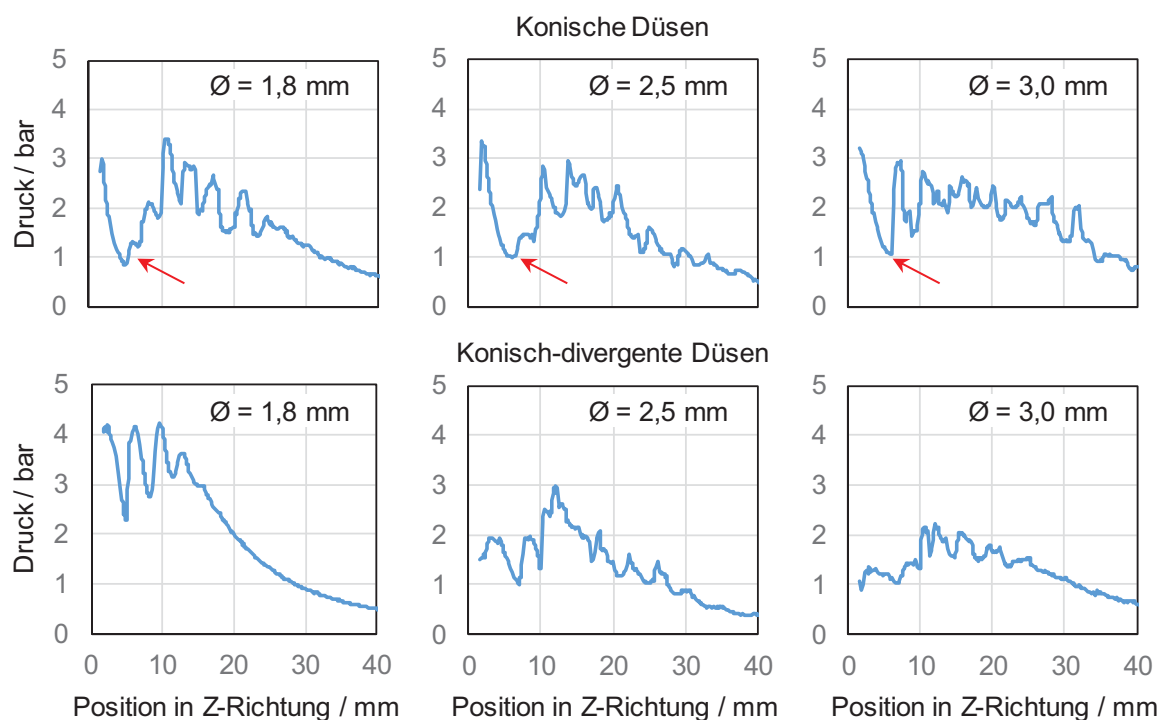 Konische Düsen
Druck / bar
5
4
3
2
1
0
Ø = 1,8 mm
5
4
3
2
1
0
Ø = 2,5 mm
5
4
3
2
1
0
Ø = 3,0 mm
Konisch-divergente Düsen
Druck / bar
5
4
3
2
1
0
Ø = 1,8 mm
0 10 20 30 40
Position in Z-Richtung / mm
5
4
3
2
1
0
Ø = 2,5 mm
0 10 20 30 40
Position in Z-Richtung / mm
5
4
3
2
1
0
Ø = 3,0 mm
0 10 20 30 40
Position in Z-Richtung / mm